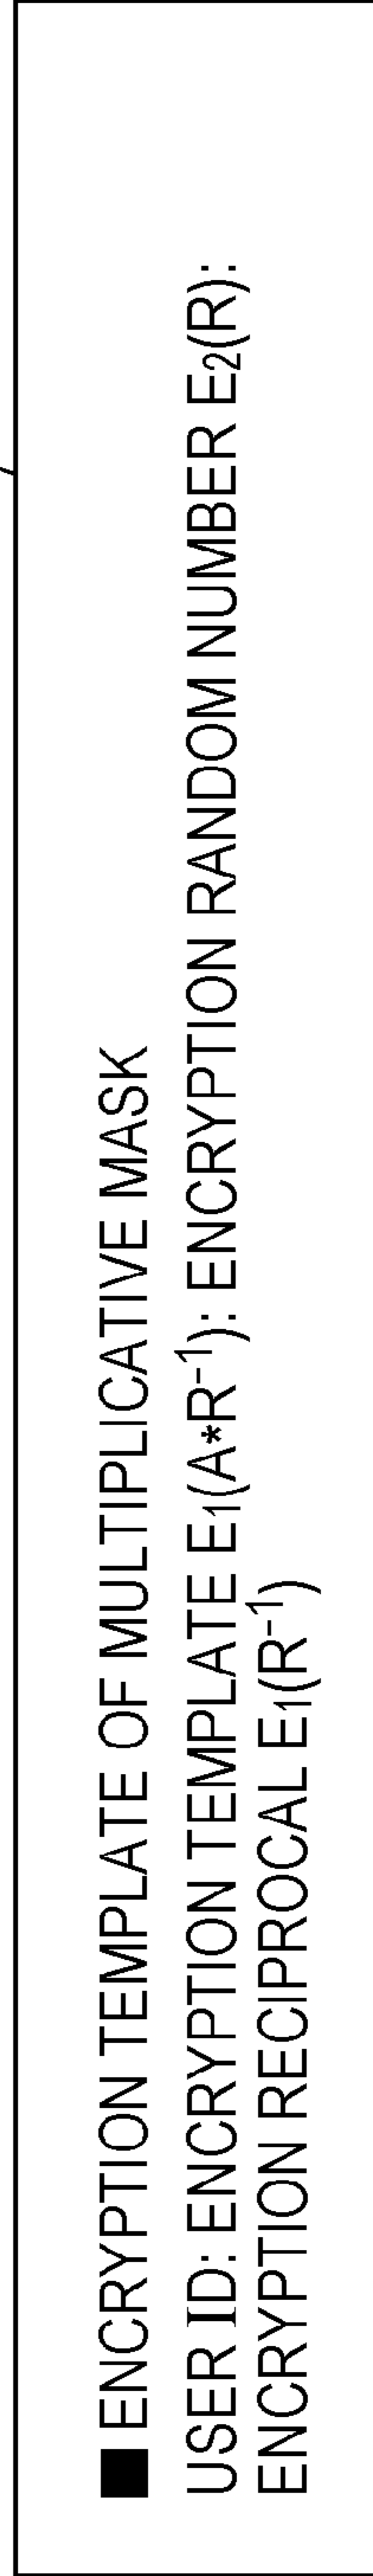 ■ ENCRYPTION TEMPLATE OF MULTIPLICATIVE MASK
USER ID: ENCRYPTION TEMPLATE E₁(A*R⁻¹): ENCRYPTION RANDOM NUMBER E₂(R):
ENCRYPTION RECIPROCAL E₁(R⁻¹)